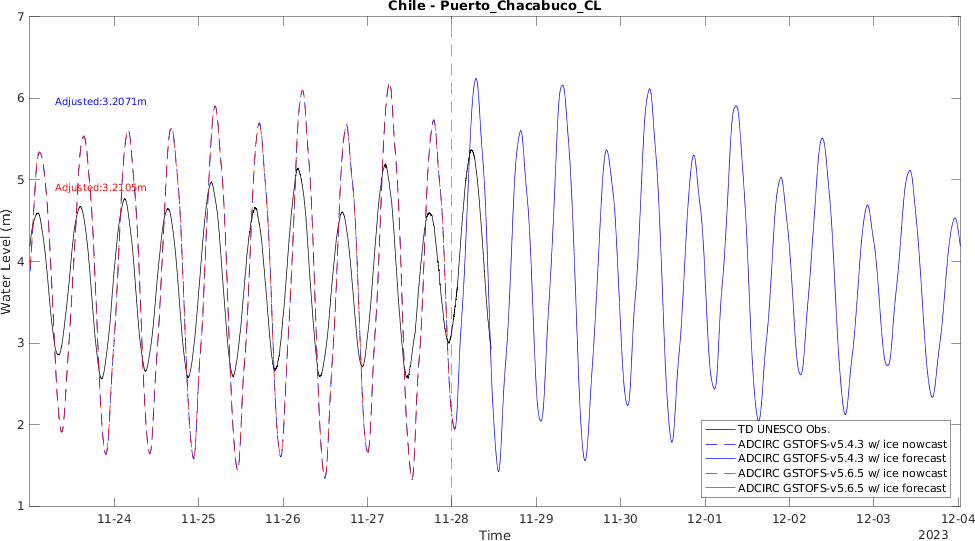 Chile - Puerto_Chacabuco_CL
7
6
5
4
3
2
1
Water Level (m)
Adjusted:3.2071m
Adjusted:3.2105m
TD UNESCO Obs.
ADCIRC GSTOFS-v5.4.3 w/ ice nowcast
ADCIRC GSTOFS-v5.4.3 w/ ice forecast
ADCIRC GSTOFS-v5.6.5 w/ ice nowcast
ADCIRC GSTOFS-v5.6.5 w/ ice forecast
11-24 11-25 11-26 11-27 11-28 11-29 11-30 12-01 12-02 12-03 12-04
Time
2023